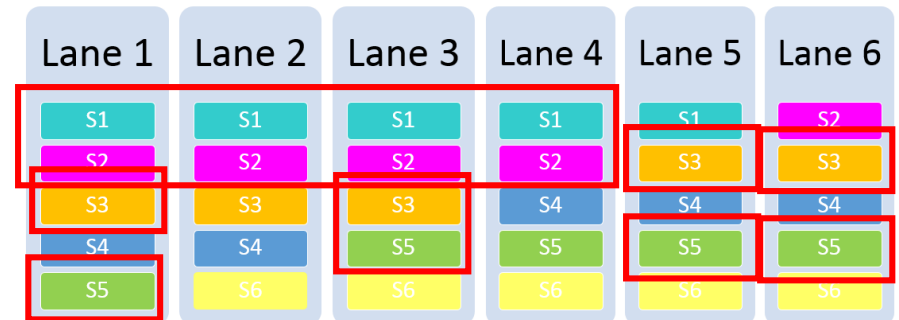 Lane 1 Lane 2 Lane 3 Lane 4 Lane 5 Lane 6
S1 S1 S1 S1 S1 S2
S2 S2 S2 S2 S3 S3
S3 S3 S3 S4 S4 S4
S4 S4 S5 S5 S5 S5
S5 S6 S6 S6 S6 S6